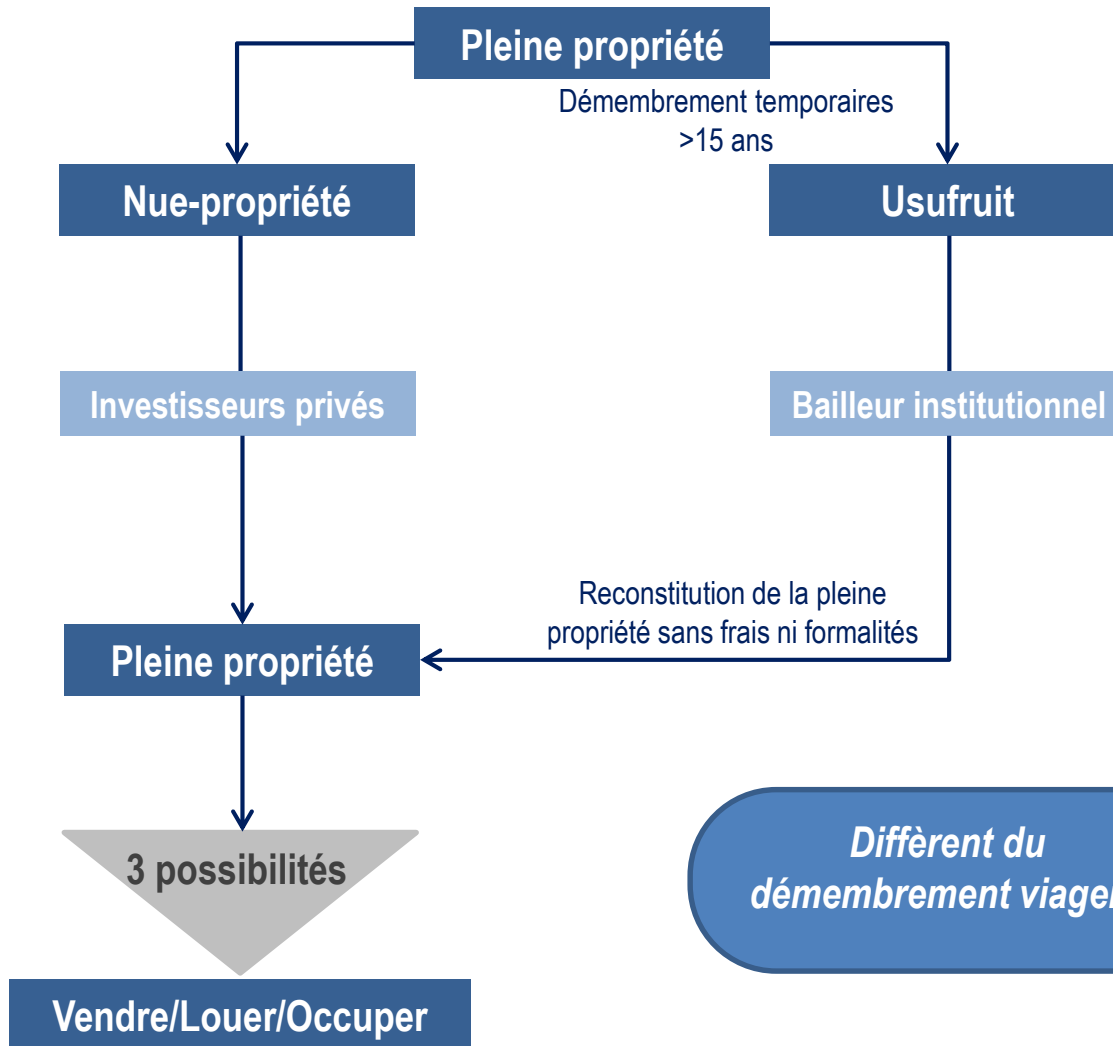 Pleine propriété
Démembrement temporaires
>15 ans
Nue-propriété
Usufruit
Investisseurs privés
Bailleur institutionnel
Reconstitution de la pleine
propriété sans frais ni formalités
Pleine propriété
3 possibilités
Diffèrent du
démembrement viager
Vendre/Louer/Occuper